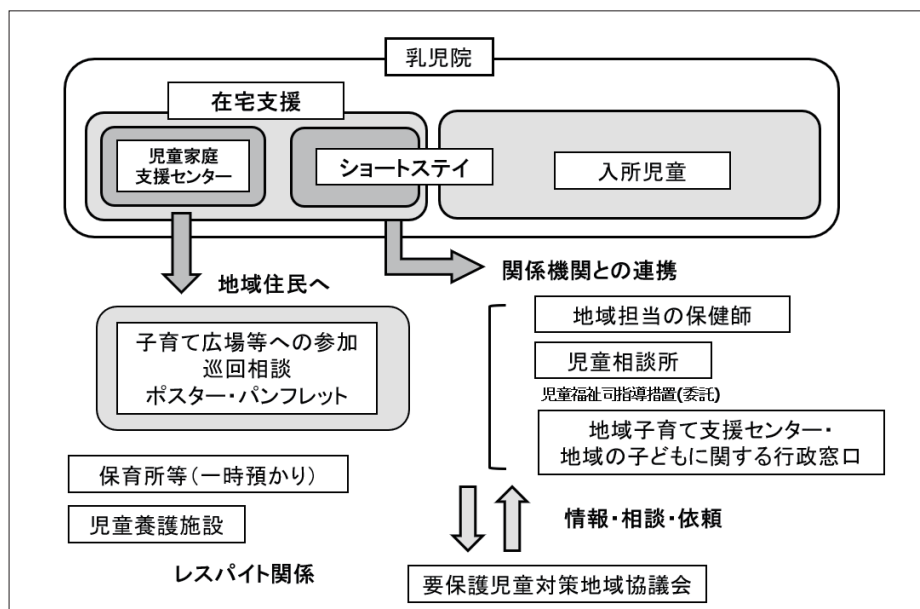 乳児院
在宅支援
児童家庭
支援センター
ショートステイ
入所児童
地域住民へ
関係機関との連携
子育て広場等への参加
巡回相談
ポスター・パンフレット
地域担当の保健師
児童相談所
児童福祉司指導措置(委託)
地域子育て支援センター・
地域の子どもに関する行政窓口
保育所等(一時預かり)
児童養護施設
レスパイト関係
情報・相談・依頼
要保護児童対策地域協議会